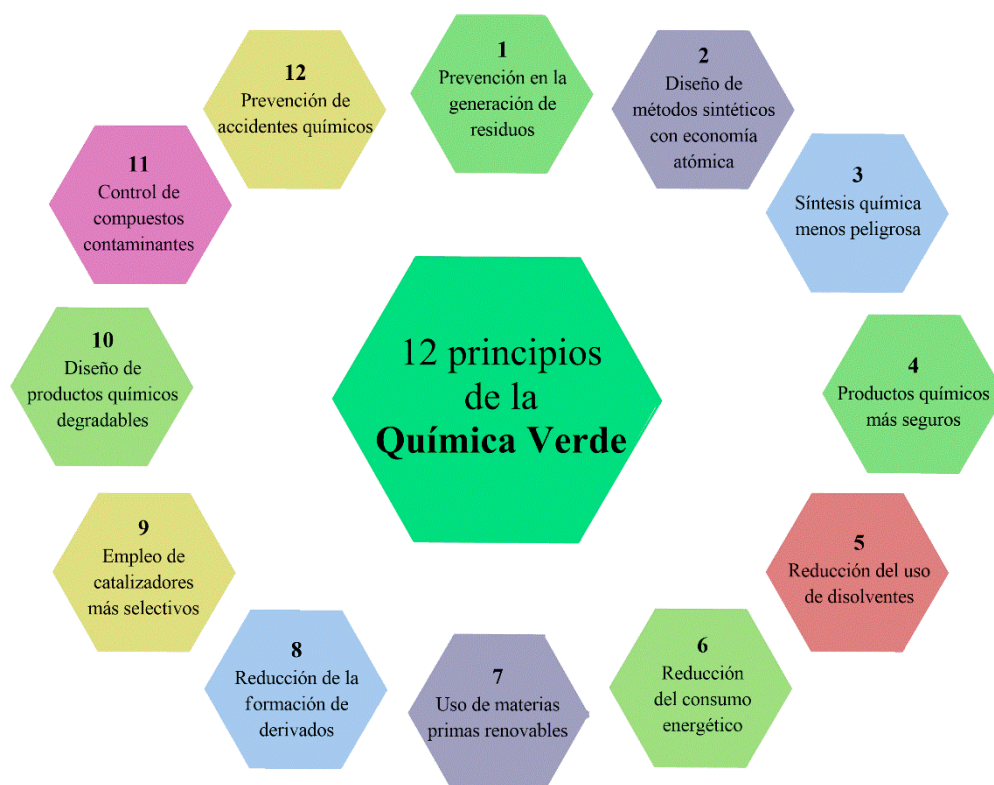 12 principios
de la
Química Verde
1
Prevención en la
generación de
residuos
2
Diseño de
métodos sintéticos
con economía
atómica
3
Síntesis química
menos peligrosa
4
Productos químicos
más seguros
5
Reducción del uso
de disolventes
6
Reducción
del consumo
energético
7
Uso de materias
primas renovables
8
Reducción de la
formación de
derivados
9
Empleo de
catalizadores
más selectivos
10
Diseño de
productos químicos
degradables
11
Control de
compuestos
contaminantes
12
Prevención de
accidentes químicos